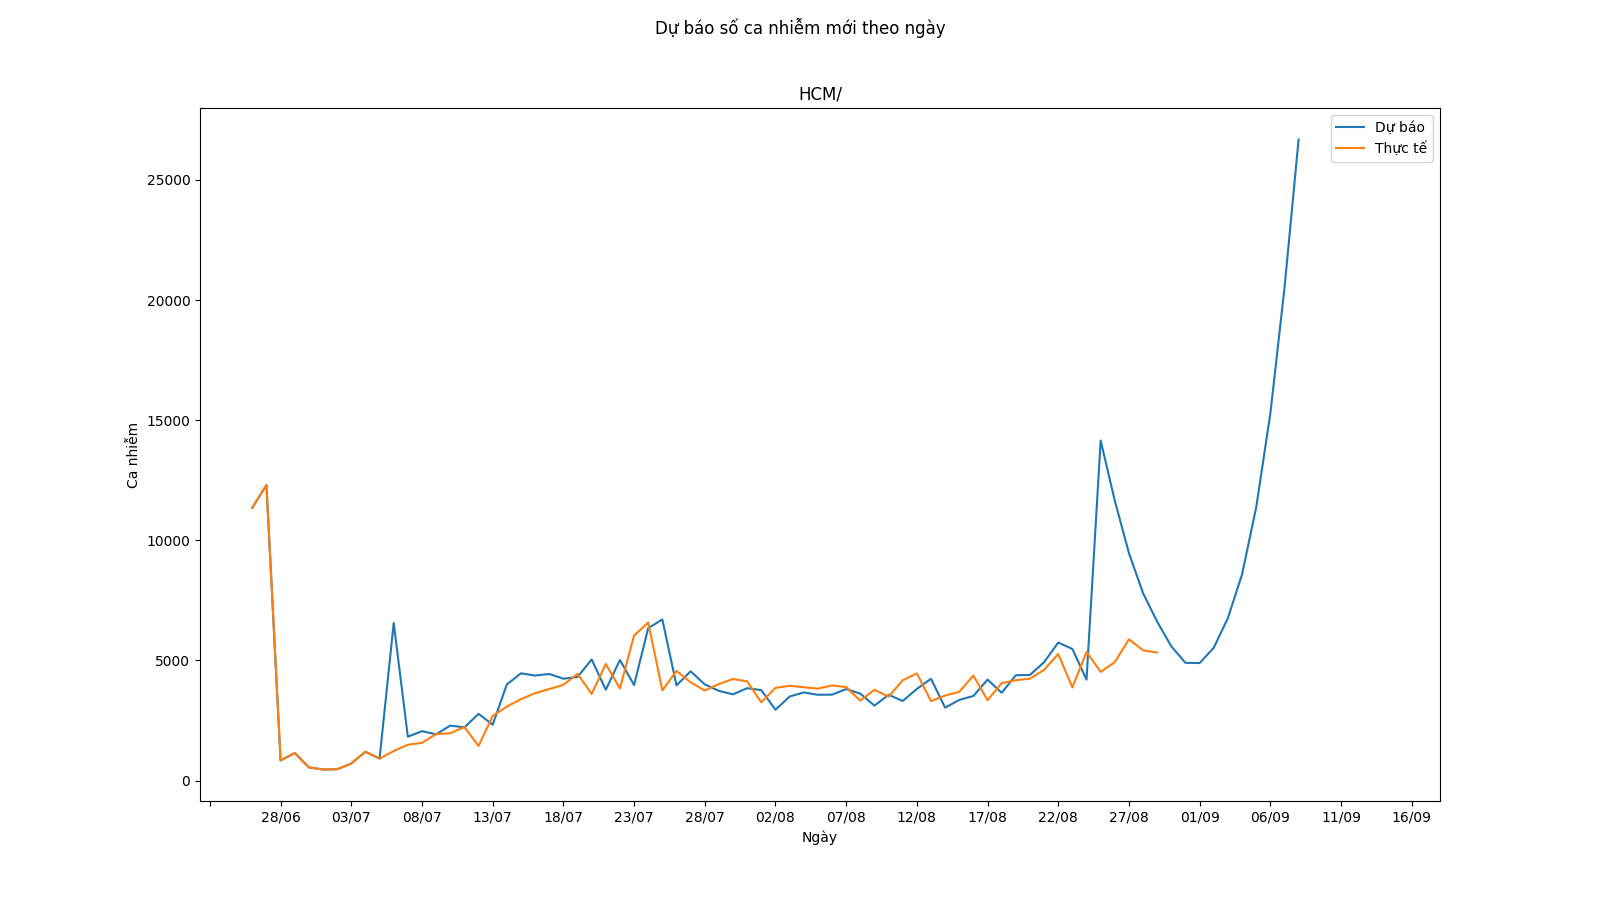 Dự báo số ca nhiễm mới theo ngày
HCM/
Dự báo
Thực tế
25000
20000
15000
10000
5000
0
Ca nhiễm
28/06 03/07 08/07 13/07 18/07 23/07 28/07 02/08 07/08 12/08 17/08 22/08 27/08 01/09 06/09 11/09 16/09
Ngày